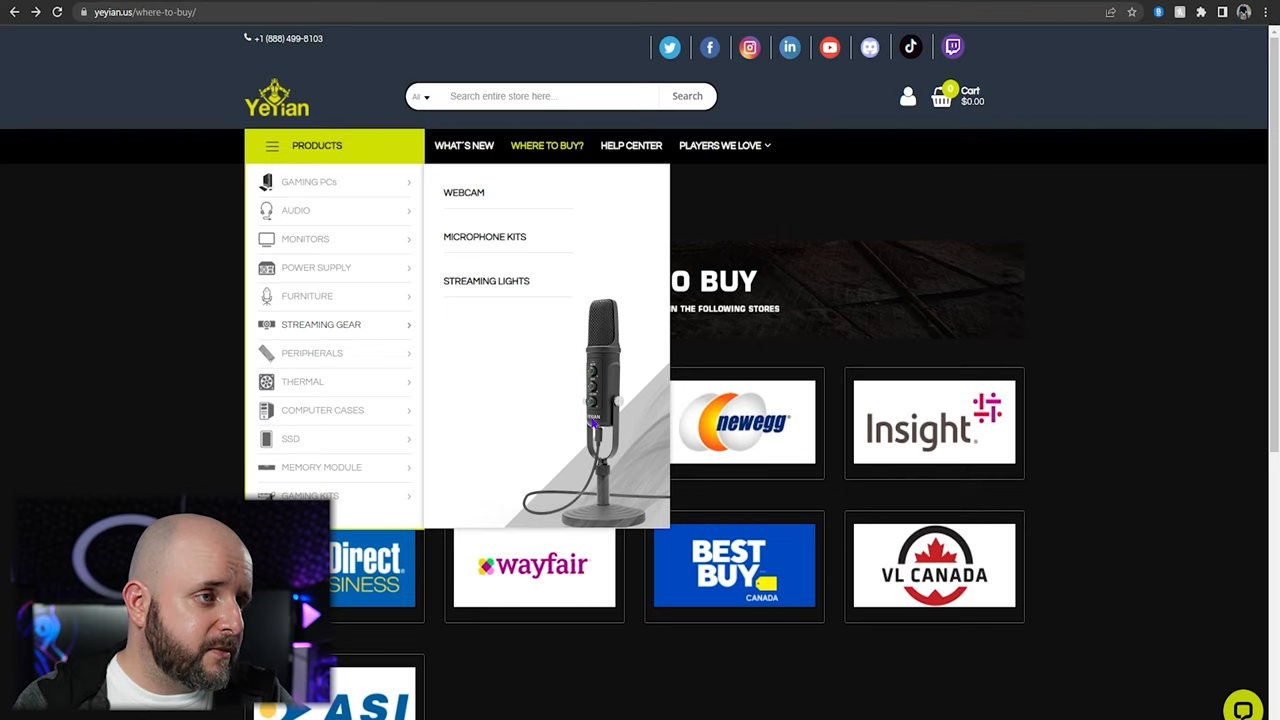 yeyian.us/where-to-buy/
+1 (888) 499-8103
YeYian
All
Search entire store here...
Search
0
Cart
$0.00
PRODUCTS
WHAT´S NEW
WHERE TO BUY?
HELP CENTER
PLAYERS WE LOVE
GAMING PCs
AUDIO
MONITORS
POWER SUPPLY
FURNITURE
STREAMING GEAR
PERIPHERALS
THERMAL
COMPUTER CASES
SSD
MEMORY MODULE
GAMING KITS
WEBCAM
MICROPHONE KITS
STREAMING LIGHTS
O BUY
IN THE FOLLOWING STORES
newegg
Insight.
Direct
SINESS
wayfair
BEST
BUY
CANADA
VL CANADA
ASI